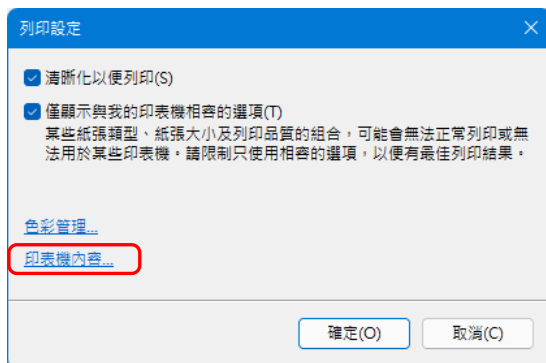 列印設定
清晰化以便列印(S)
僅顯示與我的印表機相容的選項(T)
某些紙張類型、紙張大小及列印品質的組合，可能會無法正常列印或無
法用於某些印表機。請限制只使用相容的選項，以便有最佳列印結果。
色彩管理...
印表機內容...
確定(O)
取消(C)